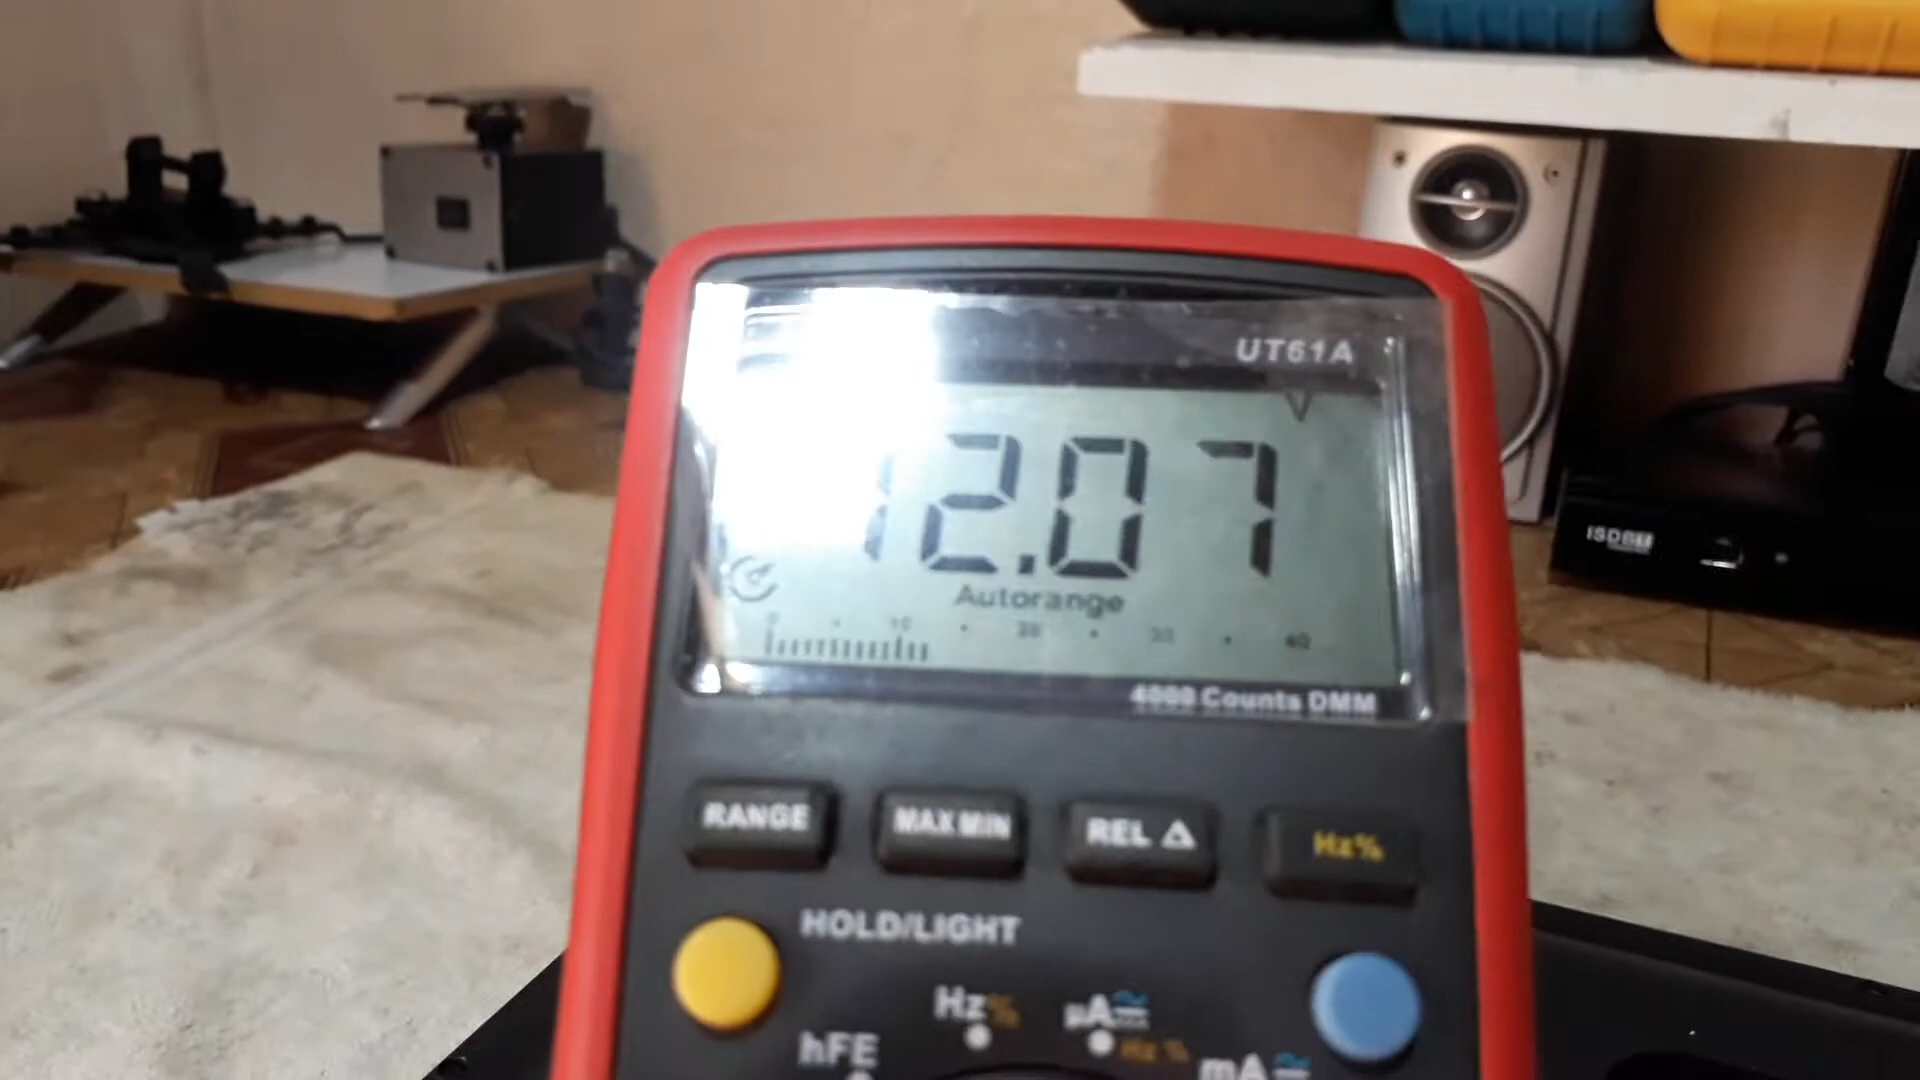 UT61A
V
12.07
Autorange
0 10 20 30 40
4000 Counts DMM
RANGE MAX MIN REL △ Hz%
HOLD/LIGHT
Hz% µA
hFE Hz % mA
ISDB-T